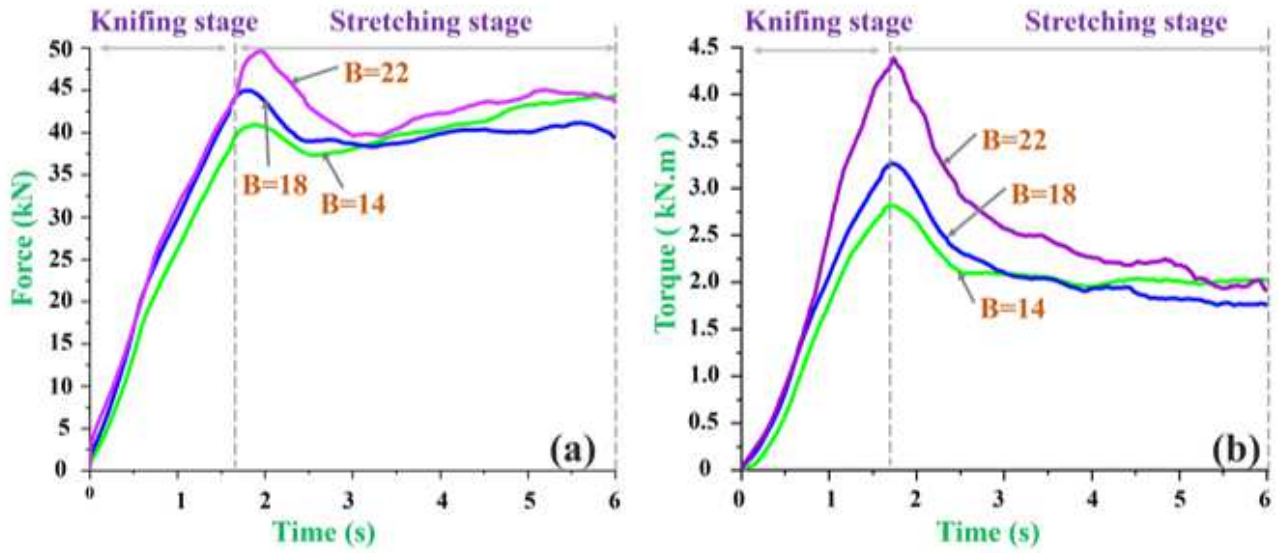 Knifing stage Stretching stage
50
45
40
35
30
25
20
15
10
5
0
Force (kN)
B=22
B=18
B=14
(a)
0 1 2 3 4 5 6
Time (s)
Knifing stage Stretching stage
4.5
4.0
3.5
3.0
2.5
2.0
1.5
1.0
0.5
0
Torque ( kN.m )
B=22
B=18
B=14
(b)
0 1 2 3 4 5 6
Time (s)